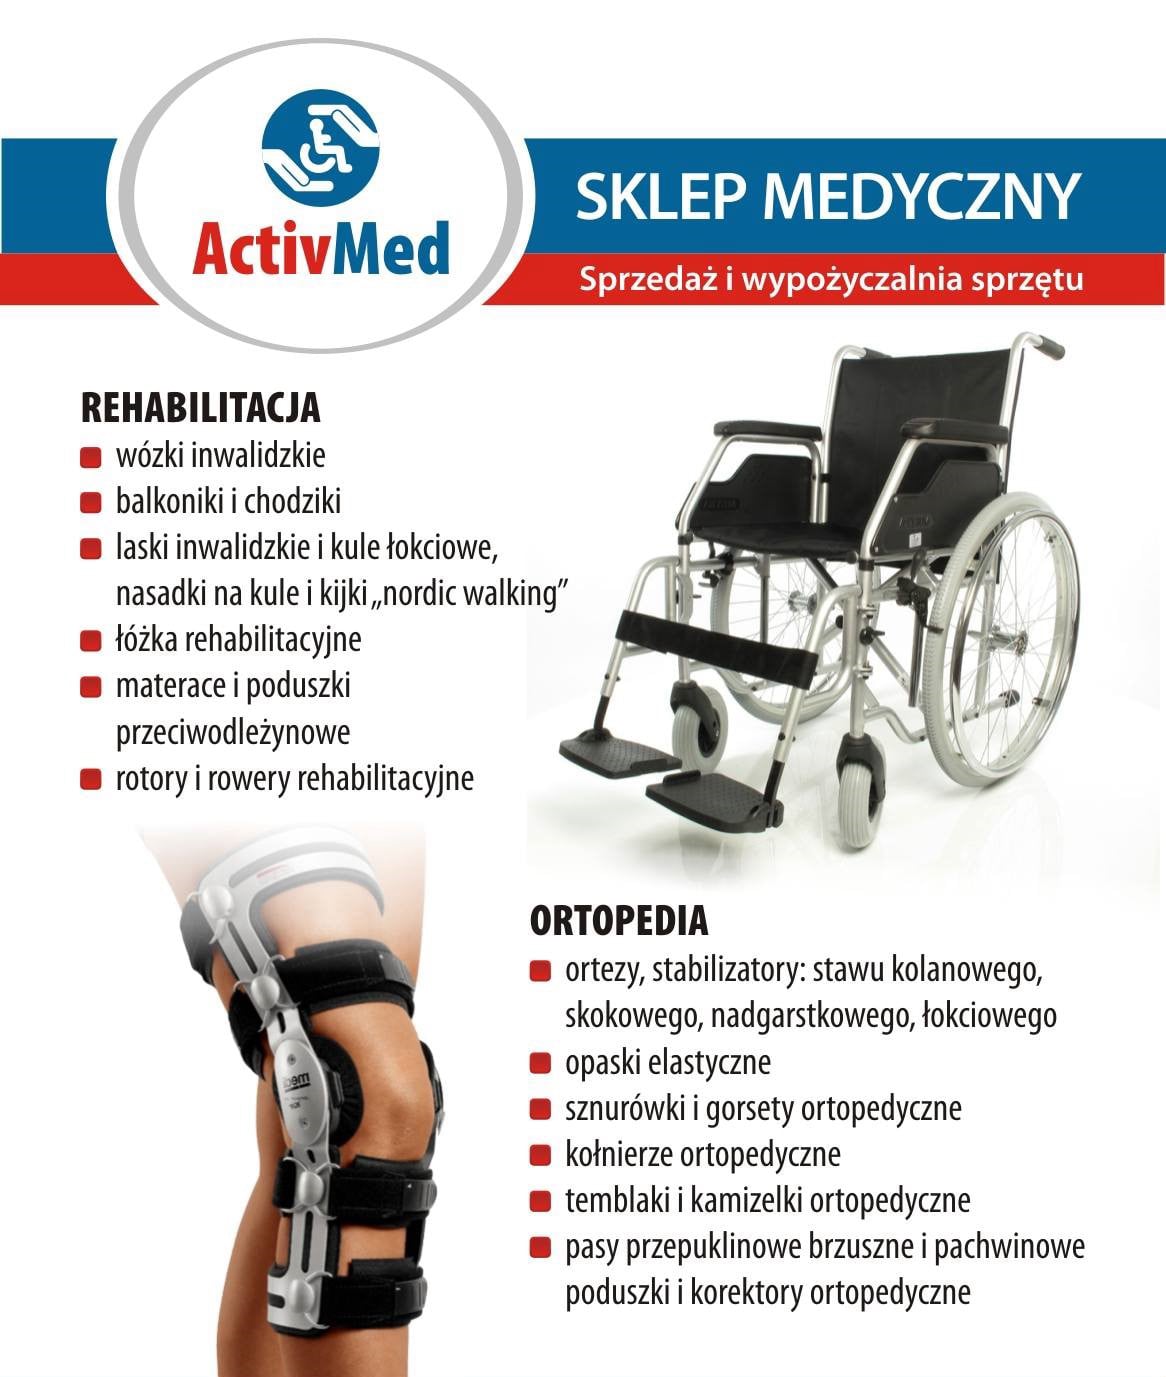 ActivMed
SKLEP MEDYCZNY
Sprzedaż i wypożyczalnia sprzętu
REHABILITACJA
wózki inwalidzkie
balkoniki i chodziki
laski inwalidzkie i kule łokciowe,
nasadki na kule i kijki „nordic walking”
łóżka rehabilitacyjne
materace i poduszki
przeciwodleżynowe
rotory i rowery rehabilitacyjne
medi
ORTOPEDIA
ortezy, stabilizatory: stawu kolanowego,
skokowego, nadgarstkowego, łokciowego
opaski elastyczne
sznurówki i gorsety ortopedyczne
kołnierze ortopedyczne
temblaki i kamizelki ortopedyczne
pasy przepuklinowe brzuszne i pachwinowe
poduszki i korektory ortopedyczne